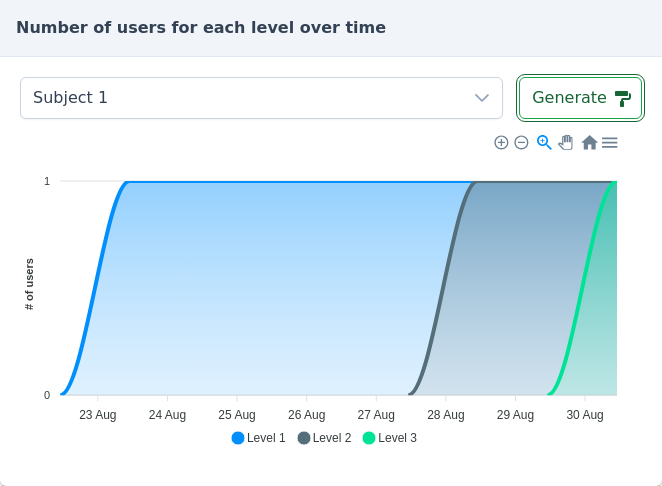 Number of users for each level over time
Subject 1
Generate
1
# of users
0
23 Aug 24 Aug 25 Aug 26 Aug 27 Aug 28 Aug 29 Aug 30 Aug
Level 1 Level 2 Level 3